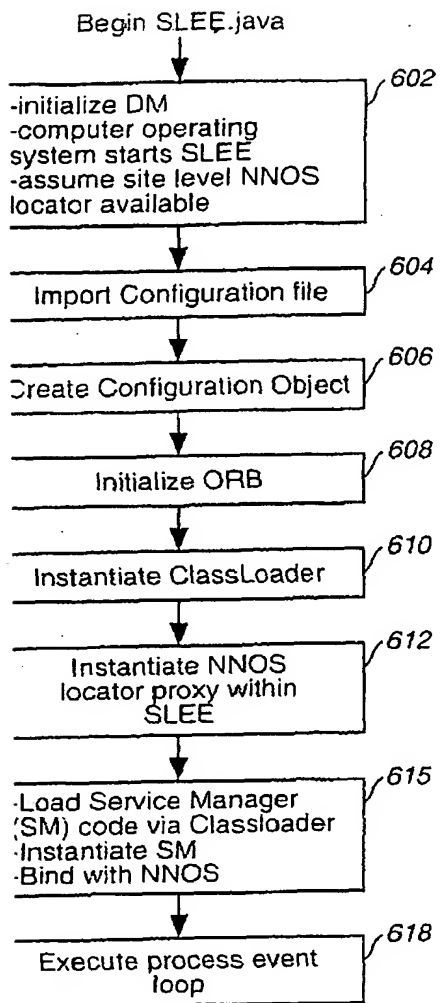 Begin SLEE.java
602
-initialize DM
-computer operating
system starts SLEE
-assume site level NNOS
locator available
604
Import Configuration file
606
Create Configuration Object
608
Initialize ORB
610
Instantiate ClassLoader
612
Instantiate NNOS
locator proxy within
SLEE
615
-Load Service Manager
(SM) code via Classloader
-Instantiate SM
-Bind with NNOS
618
Execute process event
loop